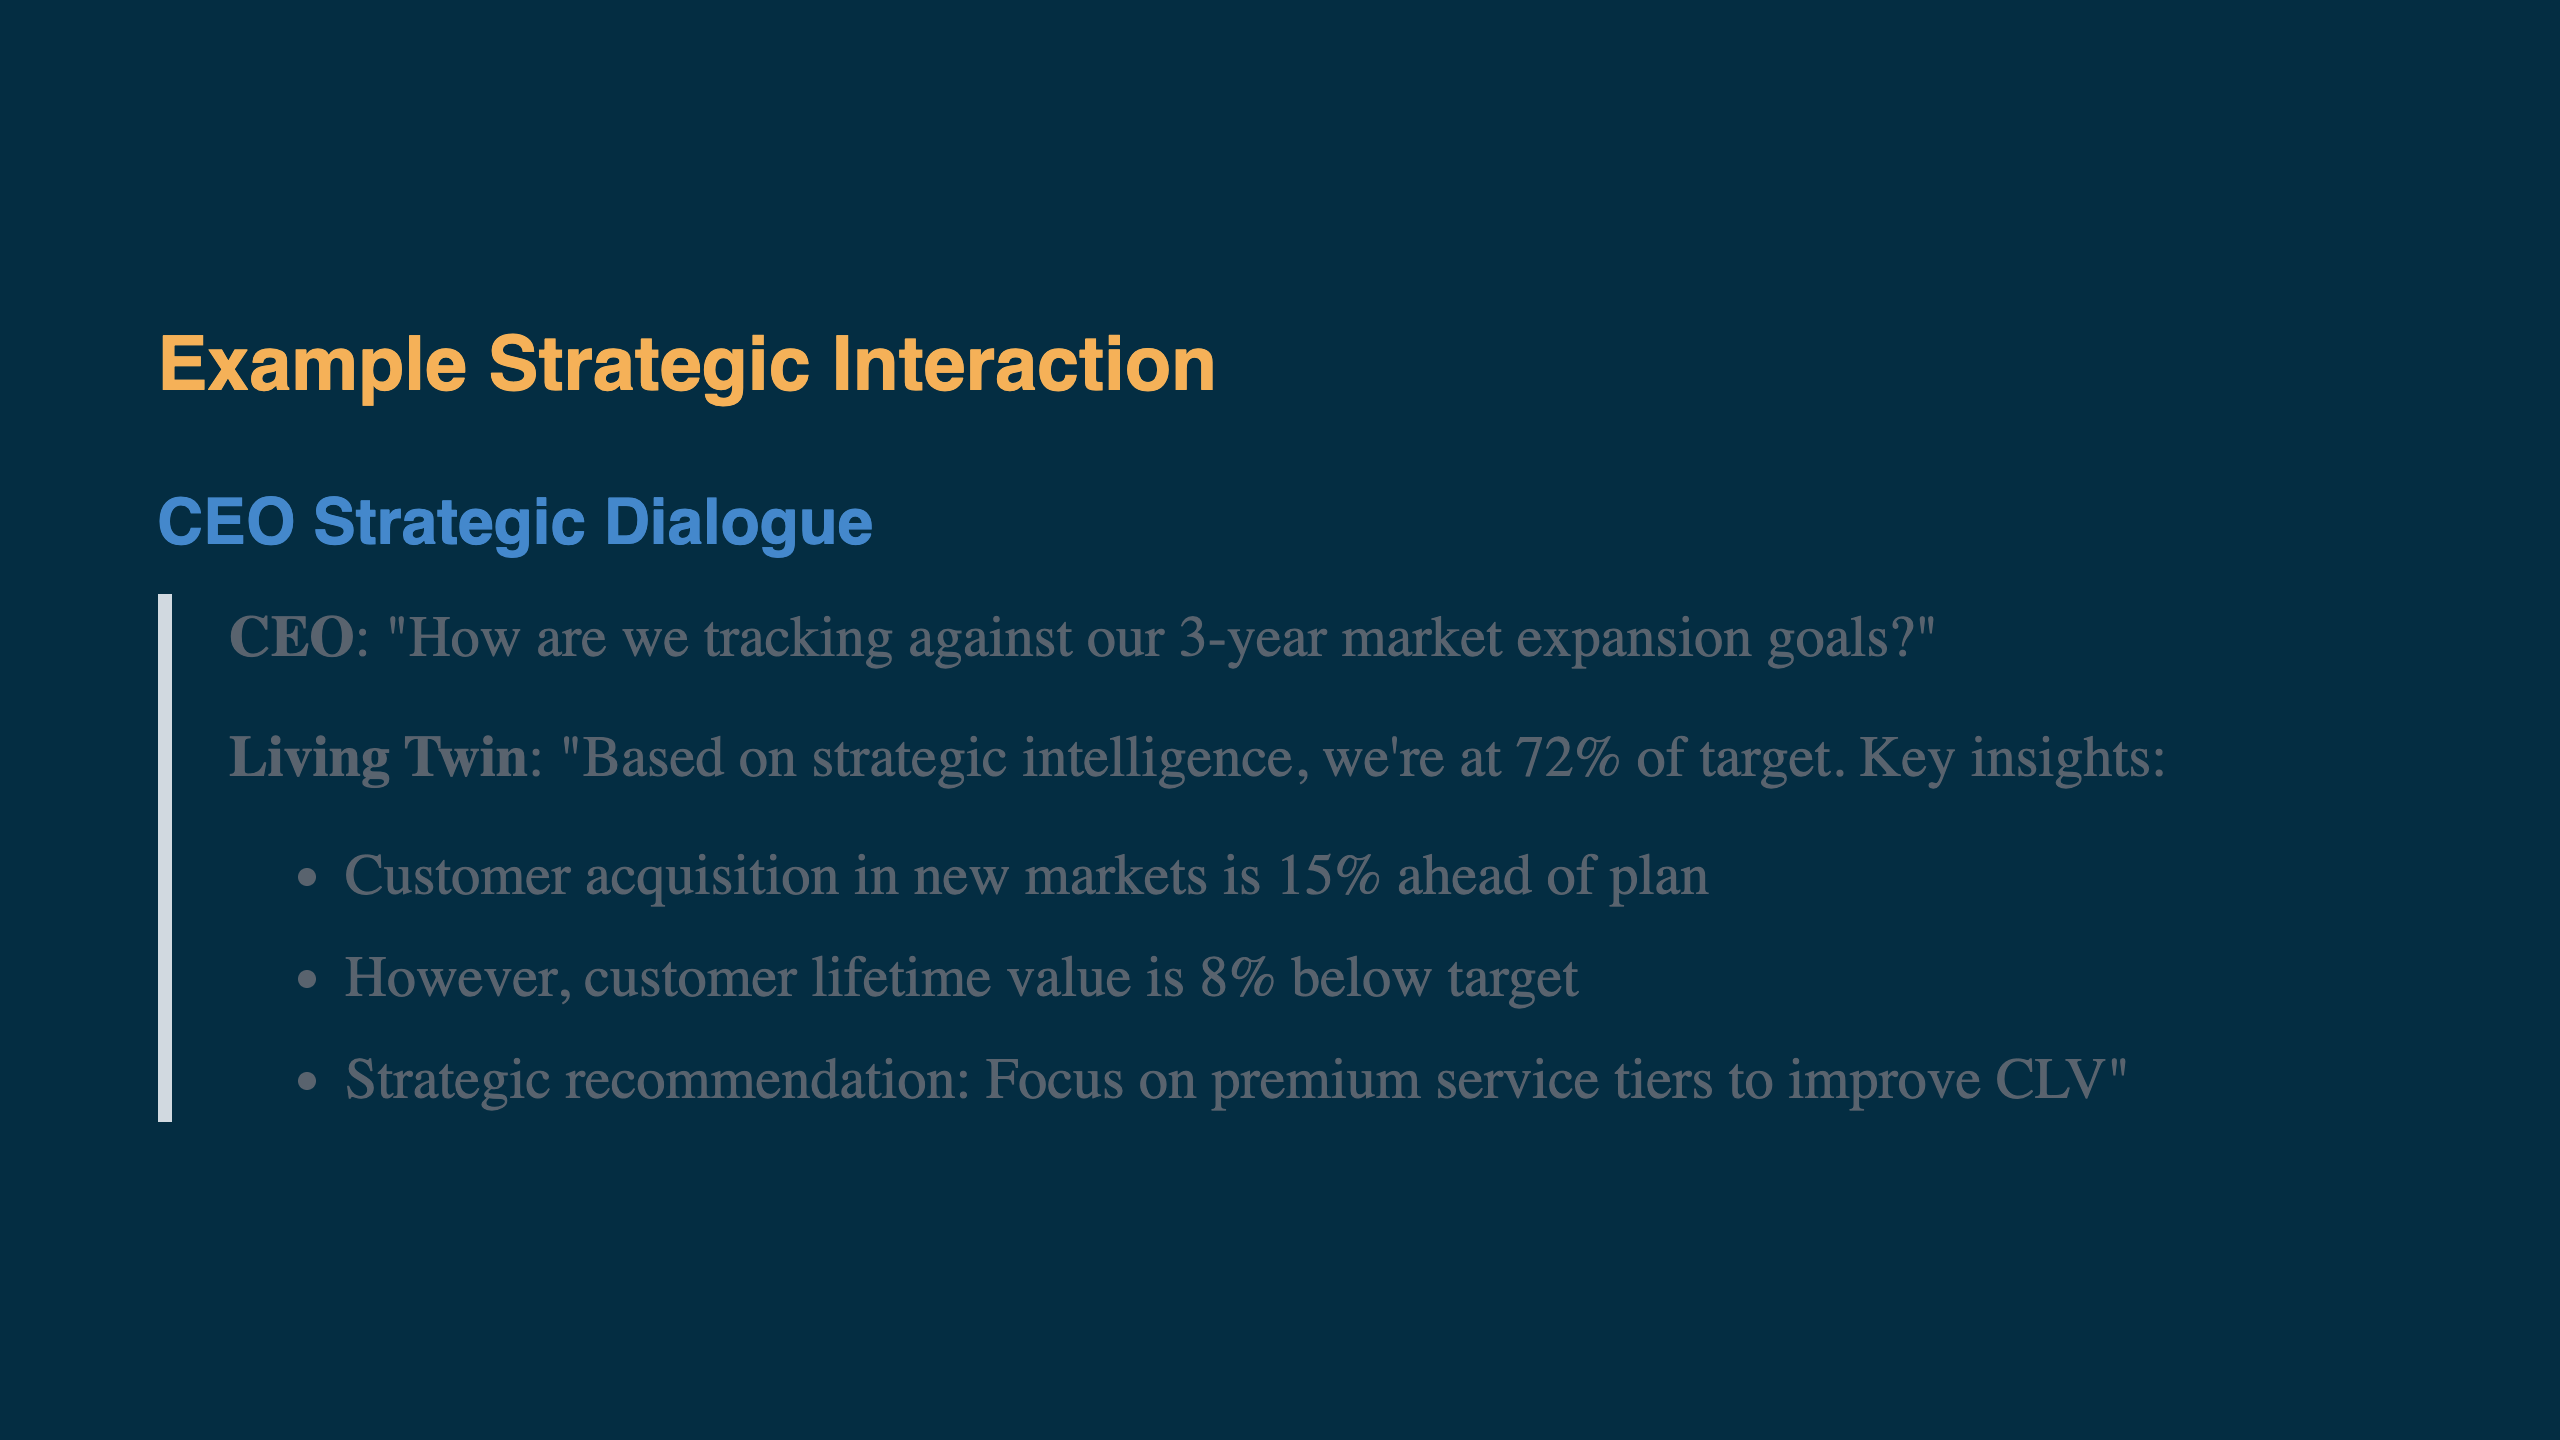 Example Strategic Interaction
CEO Strategic Dialogue
CEO: "How are we tracking against our 3-year market expansion goals?"
Living Twin: "Based on strategic intelligence, we're at 72% of target. Key insights:
• Customer acquisition in new markets is 15% ahead of plan
• However, customer lifetime value is 8% below target
• Strategic recommendation: Focus on premium service tiers to improve CLV"